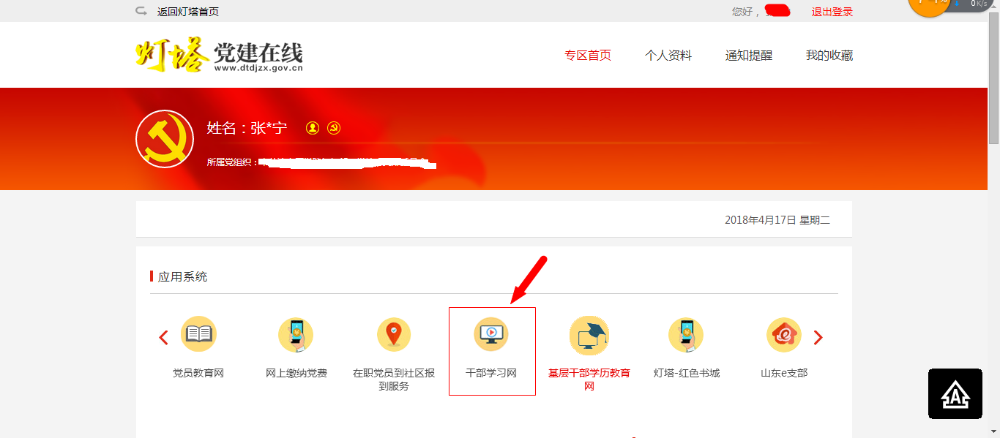 返回灯塔首页
您好，
退出登录
0K/s
灯塔 党建在线
www.dtdjzx.gov.cn
专区首页
个人资料
通知提醒
我的收藏
姓名：张*宁
所属党组织：
2018年4月17日 星期二
应用系统
党员教育网
网上缴纳党费
在职党员到社区报
到服务
干部学习网
基层干部学历教育
网
灯塔-红色书城
山东e支部